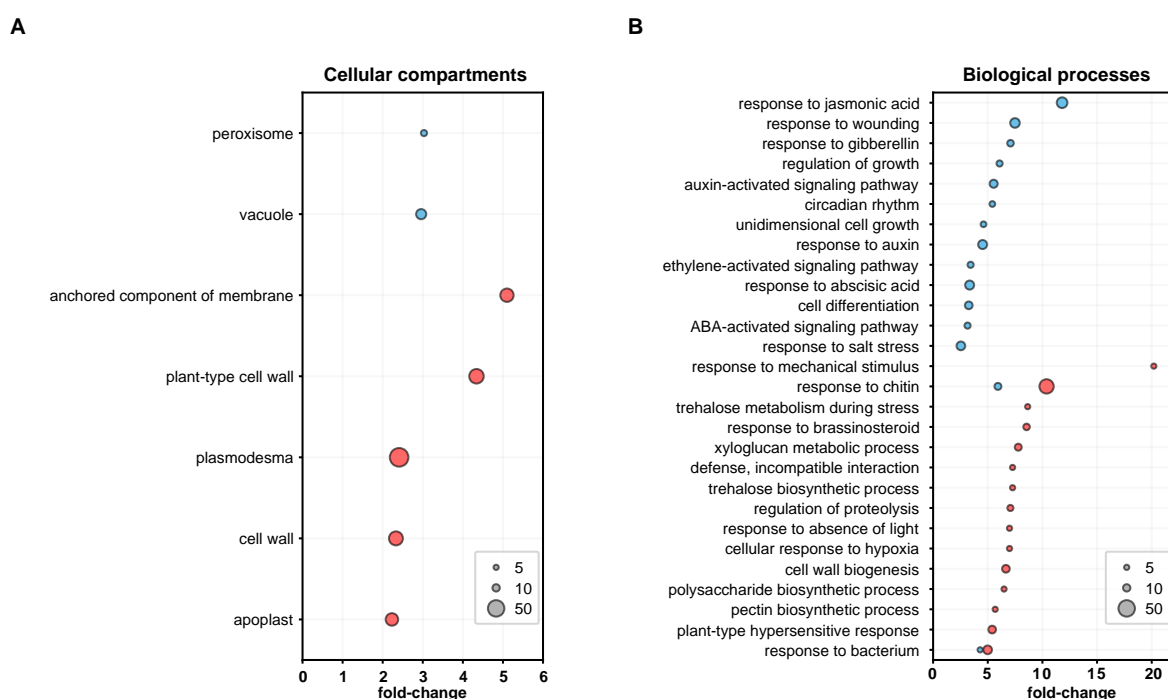 A
B
Cellular compartments
peroxisome
vacuole
anchored component of membrane
plant-type cell wall
plasmodesma
cell wall
apoplast
5
10
50
0 1 2 3 4 5 6
fold-change
Biological processes
response to jasmonic acid
response to wounding
response to gibberellin
regulation of growth
auxin-activated signaling pathway
circadian rhythm
unidimensional cell growth
response to auxin
ethylene-activated signaling pathway
response to abscisic acid
cell differentiation
ABA-activated signaling pathway
response to salt stress
response to mechanical stimulus
response to chitin
trehalose metabolism during stress
response to brassinosteroid
xyloglucan metabolic process
defense, incompatible interaction
trehalose biosynthetic process
regulation of proteolysis
response to absence of light
cellular response to hypoxia
cell wall biogenesis
polysaccharide biosynthetic process
pectin biosynthetic process
plant-type hypersensitive response
response to bacterium
5
10
50
0 5 10 15 20
fold-change